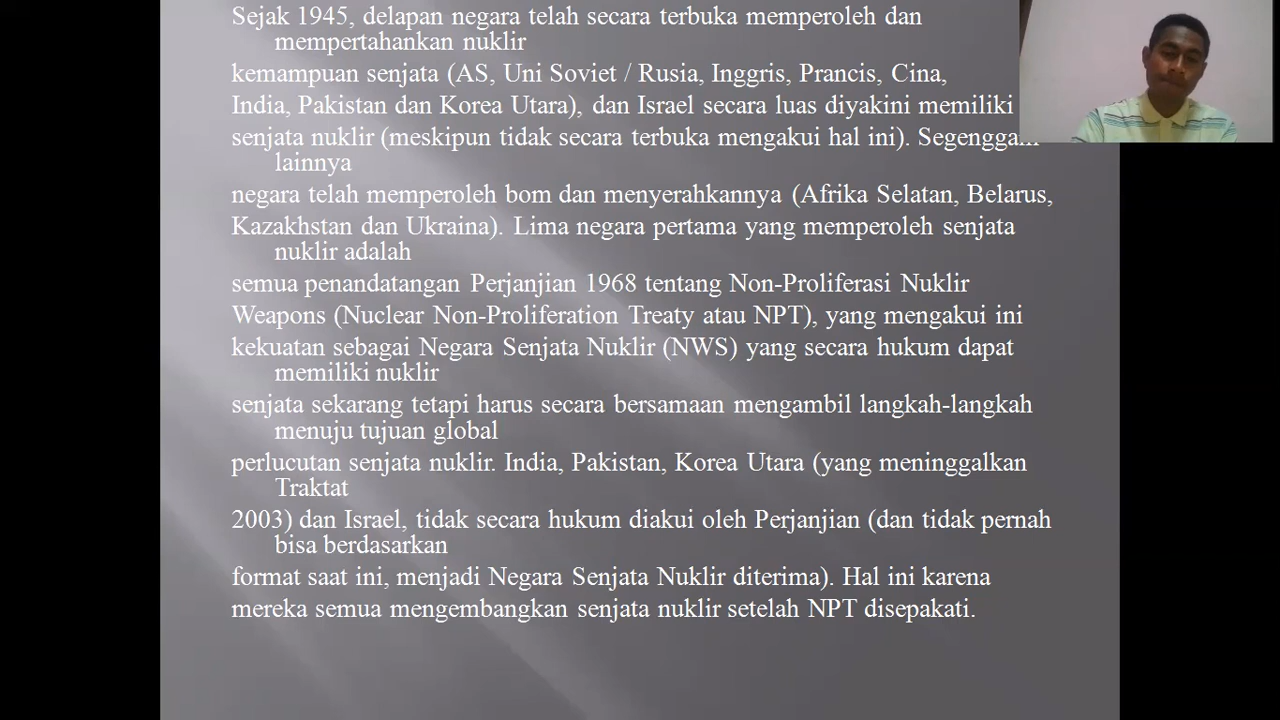 Sejak 1945, delapan negara telah secara terbuka memperoleh dan
mempertahankan nuklir
kemampuan senjata (AS, Uni Soviet / Rusia, Inggris, Prancis, Cina,
India, Pakistan dan Korea Utara), dan Israel secara luas diyakini memiliki
senjata nuklir (meskipun tidak secara terbuka mengakui hal ini). Segenggam
lainnya
negara telah memperoleh bom dan menyerahkannya (Afrika Selatan, Belarus,
Kazakhstan dan Ukraina). Lima negara pertama yang memperoleh senjata
nuklir adalah
semua penandatangan Perjanjian 1968 tentang Non-Proliferasi Nuklir
Weapons (Nuclear Non-Proliferation Treaty atau NPT), yang mengakui ini
kekuatan sebagai Negara Senjata Nuklir (NWS) yang secara hukum dapat
memiliki nuklir
senjata sekarang tetapi harus secara bersamaan mengambil langkah-langkah
menuju tujuan global
perlucutan senjata nuklir. India, Pakistan, Korea Utara (yang meninggalkan
Traktat
2003) dan Israel, tidak secara hukum diakui oleh Perjanjian (dan tidak pernah
bisa berdasarkan
format saat ini, menjadi Negara Senjata Nuklir diterima). Hal ini karena
mereka semua mengembangkan senjata nuklir setelah NPT disepakati.